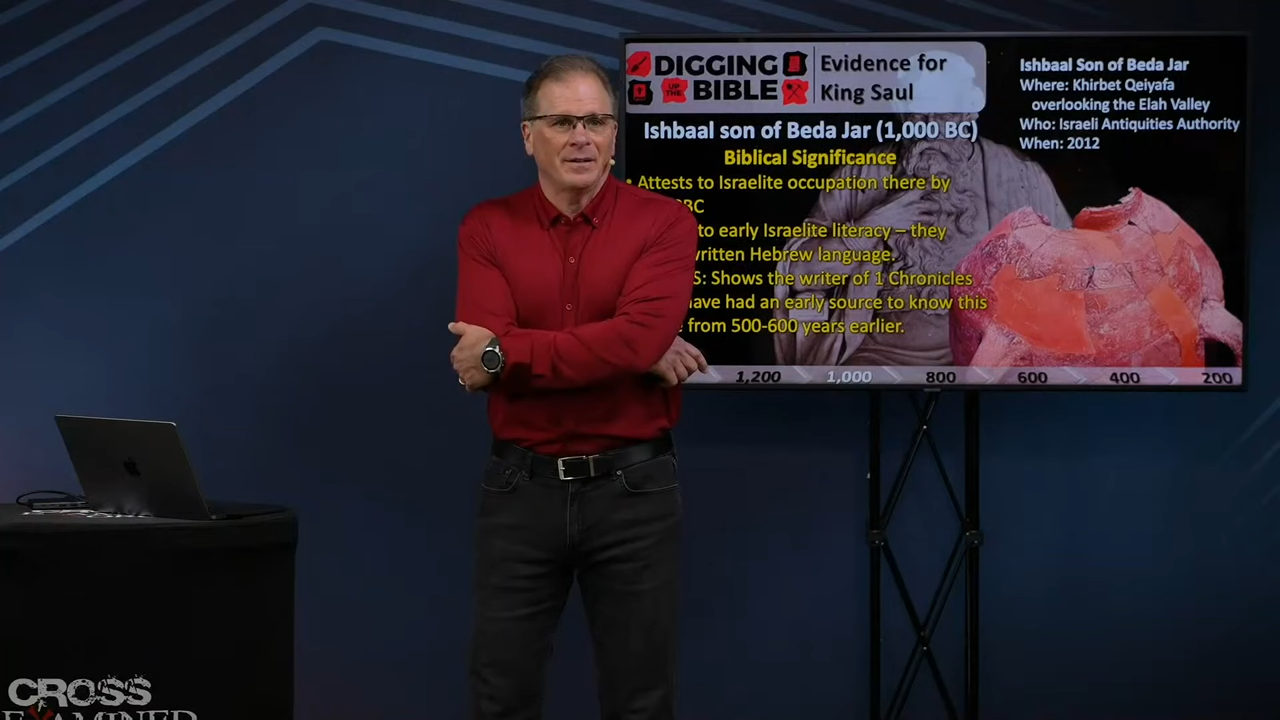 DIGGING
UP THE
BIBLE
Evidence for
King Saul
Ishbaal son of Beda Jar (1,000 BC)
Biblical Significance
• Attests to Israelite occupation there by
BC
to early Israelite literacy – they
written Hebrew language.
S: Shows the writer of 1 Chronicles
have had an early source to know this
from 500-600 years earlier.
Ishbaal Son of Beda Jar
Where: Khirbet Qeiyafa
overlooking the Elah Valley
Who: Israeli Antiquities Authority
When: 2012
1,200 1,000 800 600 400 200
CROSS
EXAMINED